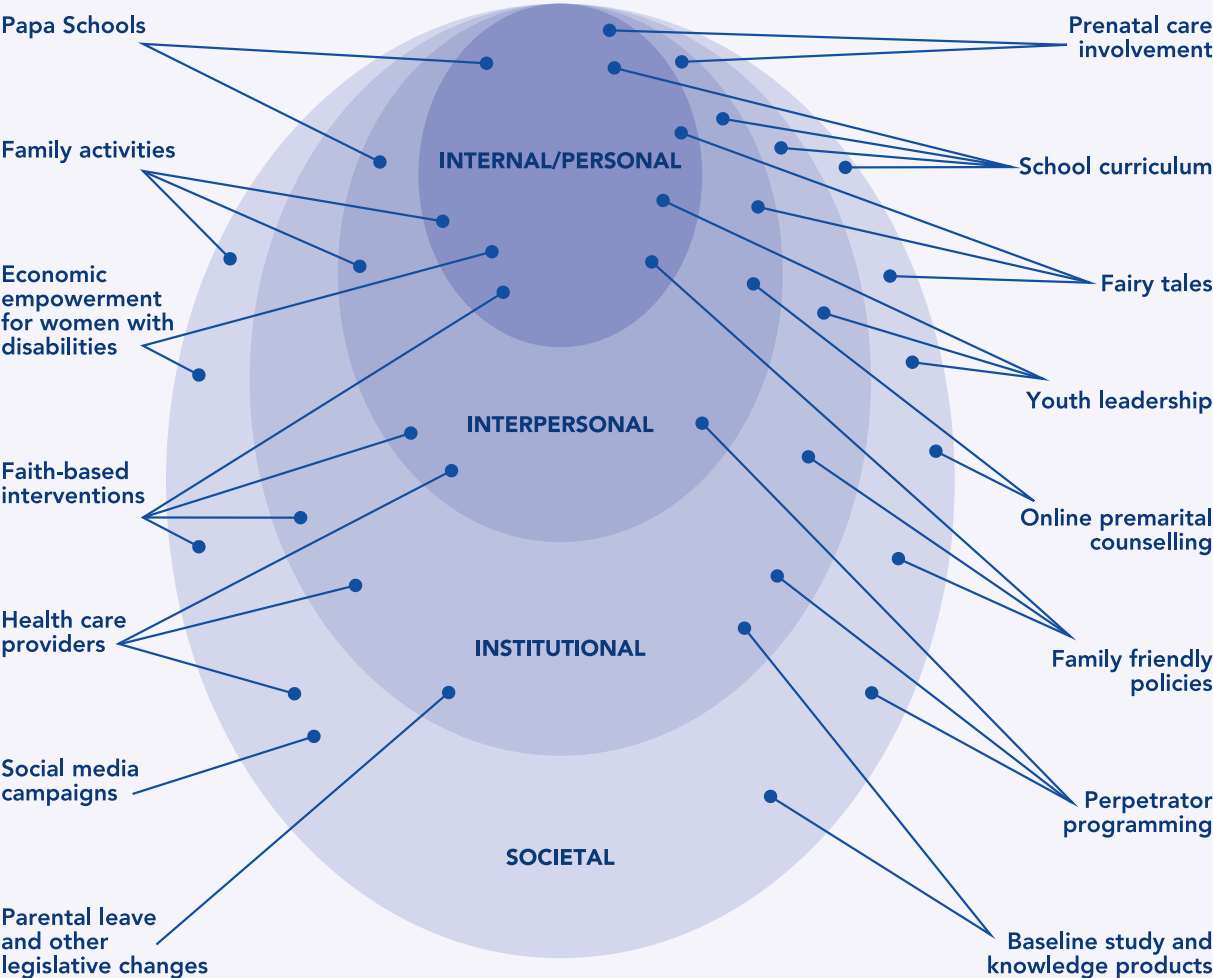 Papa Schools
Family activities
Economic
empowerment
for women with
disabilities
Faith-based
interventions
Health care
providers
Social media
campaigns
Parental leave
and other
legislative changes
INTERNAL/PERSONAL
INTERPERSONAL
INSTITUTIONAL
SOCIETAL
Prenatal care
involvement
School curriculum
Fairy tales
Youth leadership
Online premarital
counselling
Family friendly
policies
Perpetrator
programming
Baseline study and
knowledge products